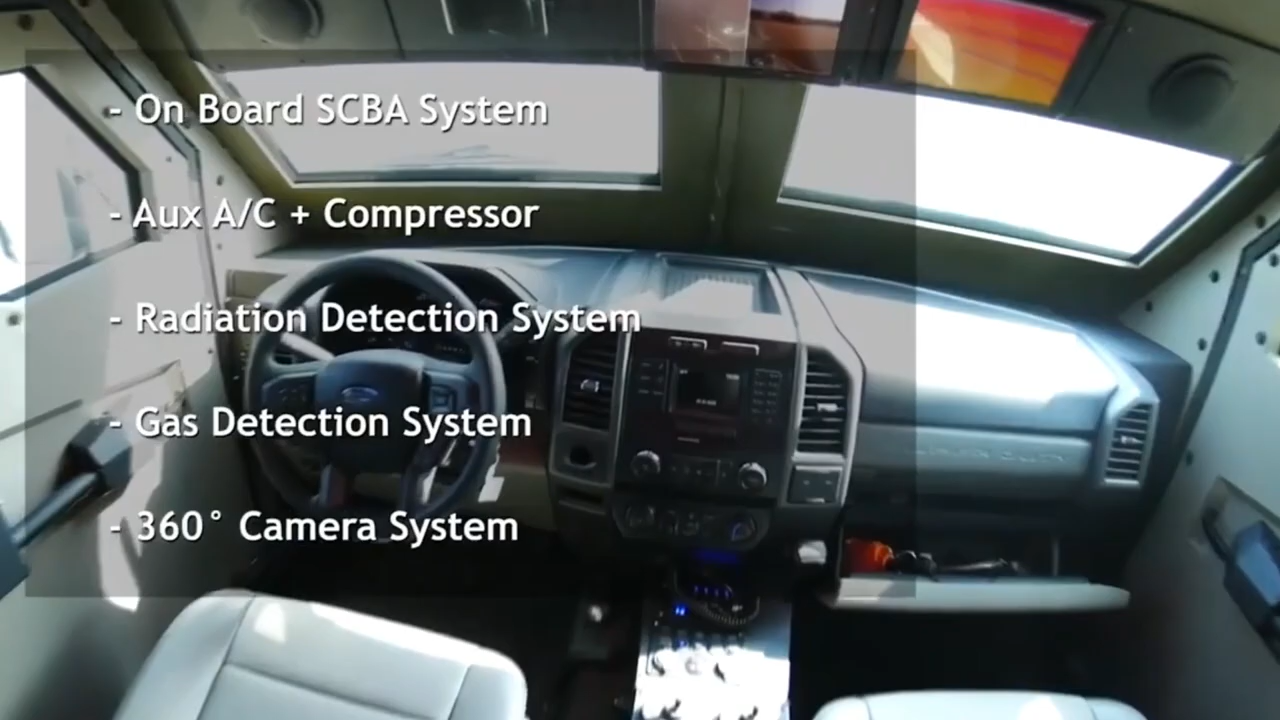 - On Board SCBA System
- Aux A/C + Compressor
- Radiation Detection System
- Gas Detection System
- 360° Camera System